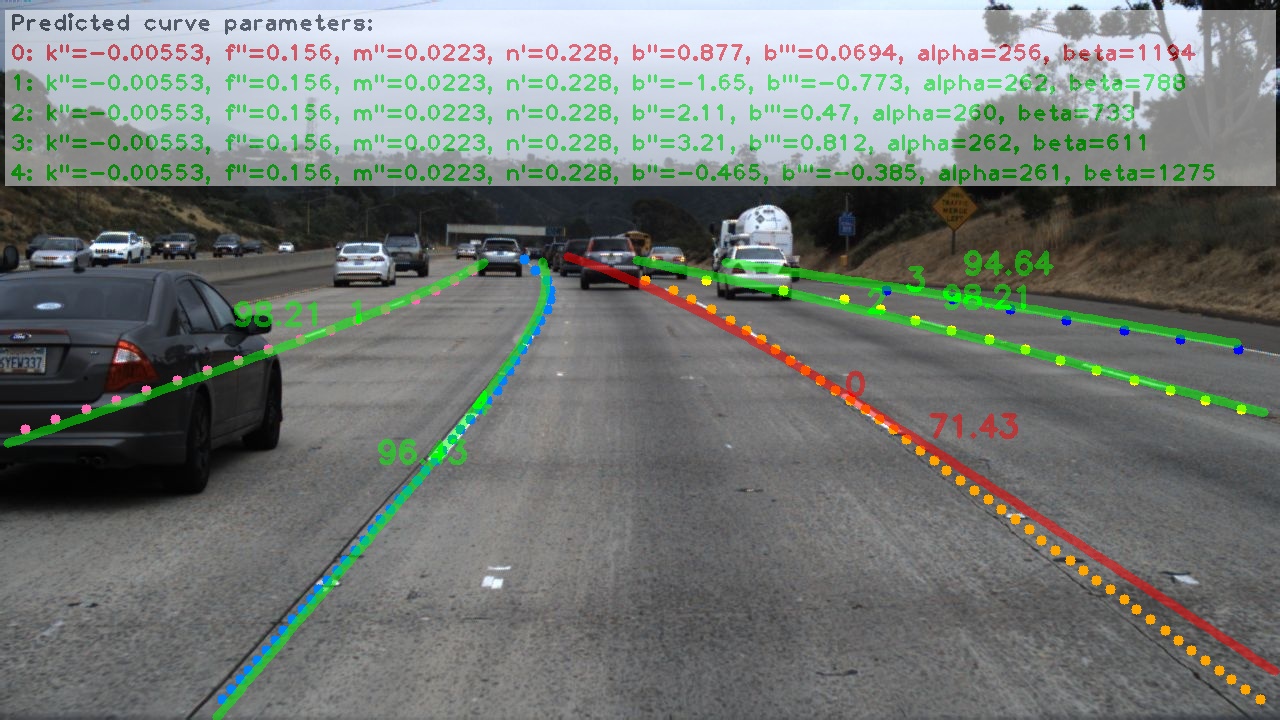 Predicted curve parameters:
0: k''=-0.00553, f''=0.156, m''=0.0223, n'=0.228, b''=0.877, b'''=0.0694, alpha=256, beta=1194
1: k''=-0.00553, f''=0.156, m''=0.0223, n'=0.228, b''=-1.65, b'''=-0.773, alpha=262, beta=788
2: k''=-0.00553, f''=0.156, m''=0.0223, n'=0.228, b''=2.11, b'''=0.47, alpha=260, beta=733
3: k''=-0.00553, f''=0.156, m''=0.0223, n'=0.228, b''=3.21, b'''=0.812, alpha=262, beta=611
4: k''=-0.00553, f''=0.156, m''=0.0223, n'=0.228, b''=-0.465, b'''=-0.385, alpha=261, beta=1275
TRAFFIC
MERGE
LEFT
94.64
3
98.21
2
98.21 1
0
71.43
96.43